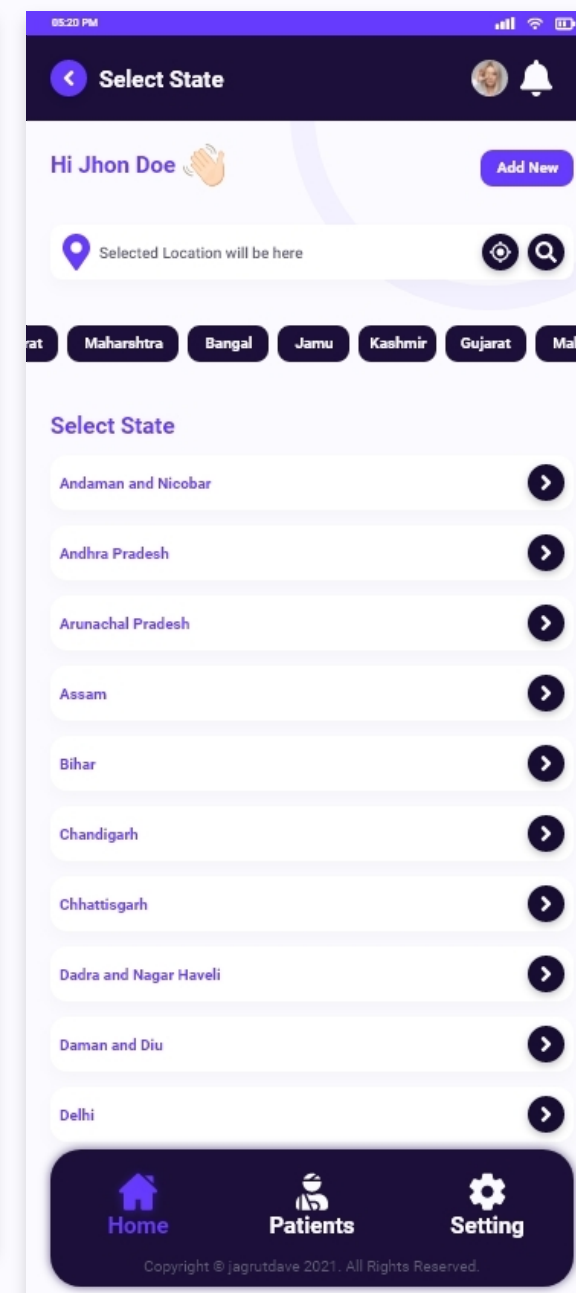 05:20 PM
Select State
Hi Jhon Doe
Add New
Selected Location will be here
rat Maharshtra Bangal Jamu Kashmir Gujarat Mal
Select State
Andaman and Nicobar
Andhra Pradesh
Arunachal Pradesh
Assam
Bihar
Chandigarh
Chhattisgarh
Dadra and Nagar Haveli
Daman and Diu
Delhi
Home Patients Setting
Copyright © jagrutdave 2021. All Rights Reserved.